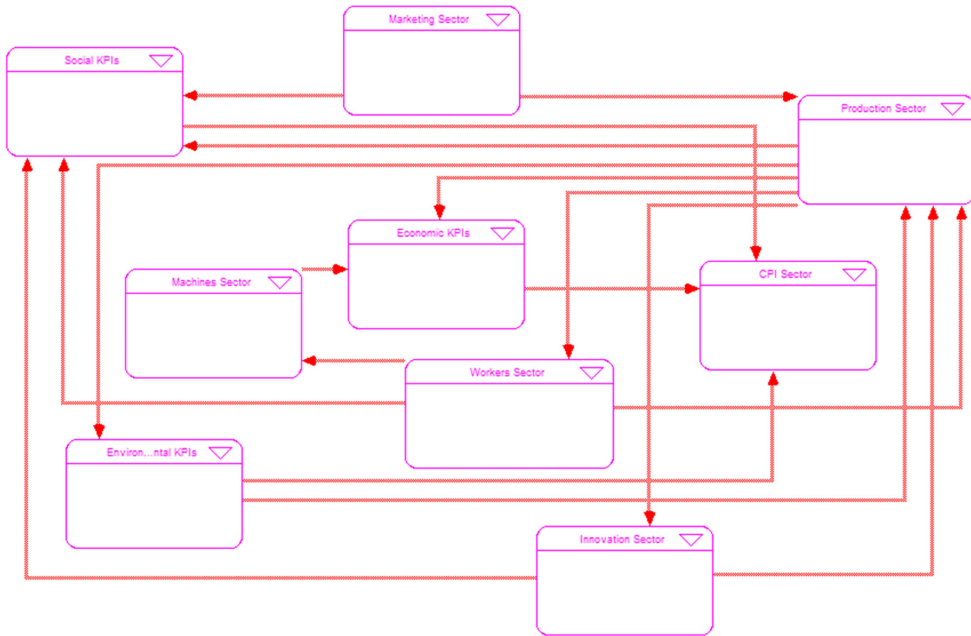 Marketing Sector
Social KPIs
Production Sector
Economic KPIs
CPI Sector
Machines Sector
Workers Sector
Environ...ntal KPIs
Innovation Sector